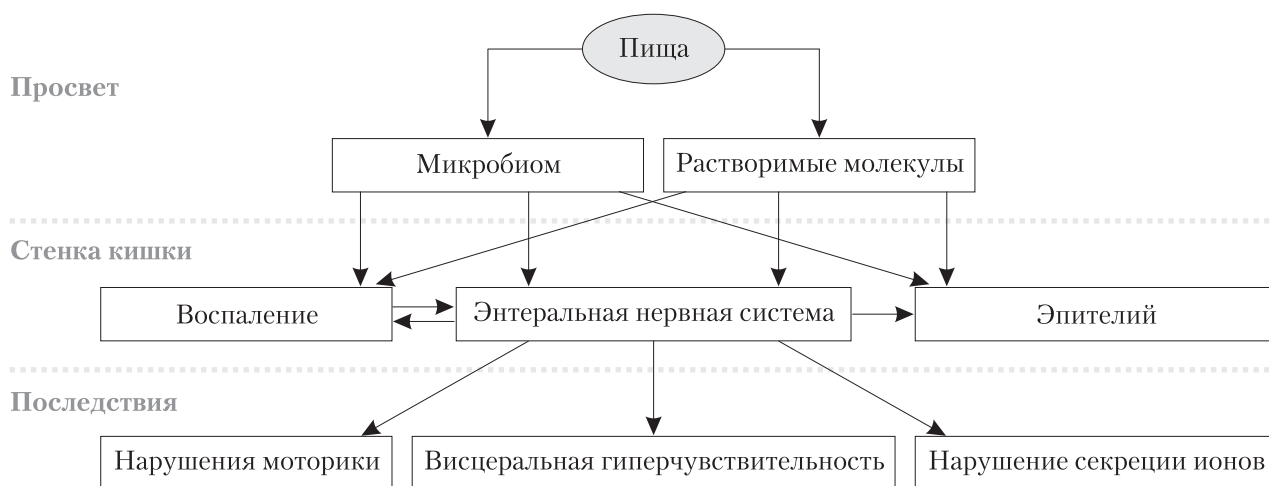 Пища
Просвет
Микробиом
Растворимые молекулы
Стенка кишки
Воспаление
Энтеральная нервная система
Эпителий
Последствия
Нарушения моторики
Висцеральная гиперчувствительность
Нарушение секреции ионов